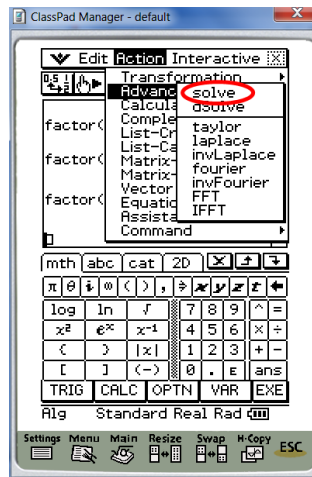 ClassPad Manager - default
Edit Action Interactive
Transformation
Advanc
solve
dSolve
Calcula
Comple
taylor
List-Cr
laplace
factor(
List-Ca
invLaplace
Matrix-
fourier
factor(
Matrix-
invFourier
Vector
FFT
factor(
Equatio
IFFT
Assista
Command
mth abc cat 2D
π θ i ∞ ( ) , ⇒ x y z t
log ln √ 7 8 9 ^ =
x² eˣ x⁻¹ 4 5 6 × ÷
{ } |x| 1 2 3 + -
[ ] (-) 0 . E ans
TRIG CALC OPTN VAR EXE
Alg Standard Real Rad
Settings Menu Main Resize Swap H-Copy ESC